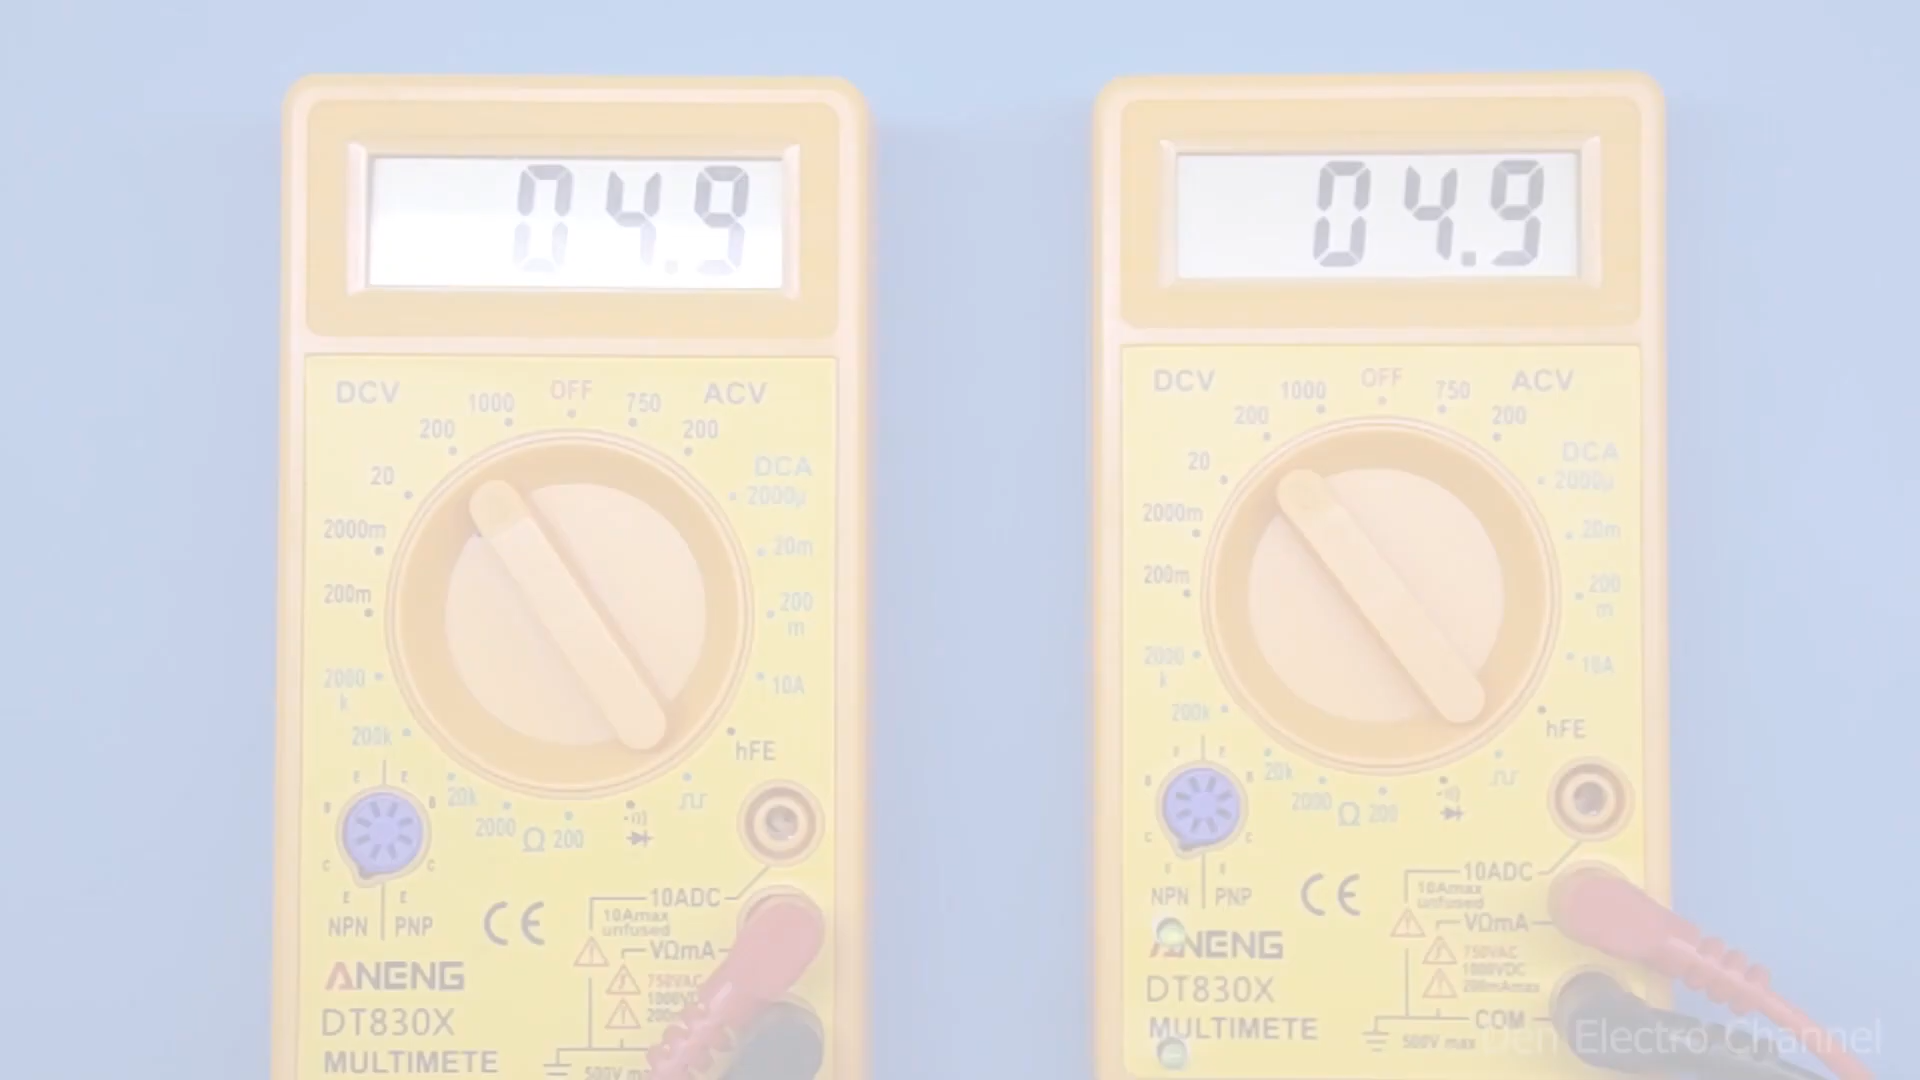 04.9
DCV
1000
OFF
750
ACV
200
200
20
DCA
2000µ
2000m
20m
200m
200
m
2000
k
10A
200k
hFE
20k
2000
Ω
200
E
E
B
B
C
C
E
E
NPN
PNP
CE
10ADC
10Amax
unfused
VΩmA
750VAC
ANENG
DT830X
MULTIMETE
500V
04.9
DCV
1000
OFF
750
ACV
200
200
20
DCA
2000µ
2000m
20m
200m
200
m
2000
k
10A
200k
hFE
20k
2000
Ω
200
E
E
B
B
C
C
E
E
NPN
PNP
CE
10ADC
10Amax
unfused
VΩmA
750VAC
1000VDC
200mAmax
ANENG
DT830X
MULTIMETE
COM
500V max
Electro Channel